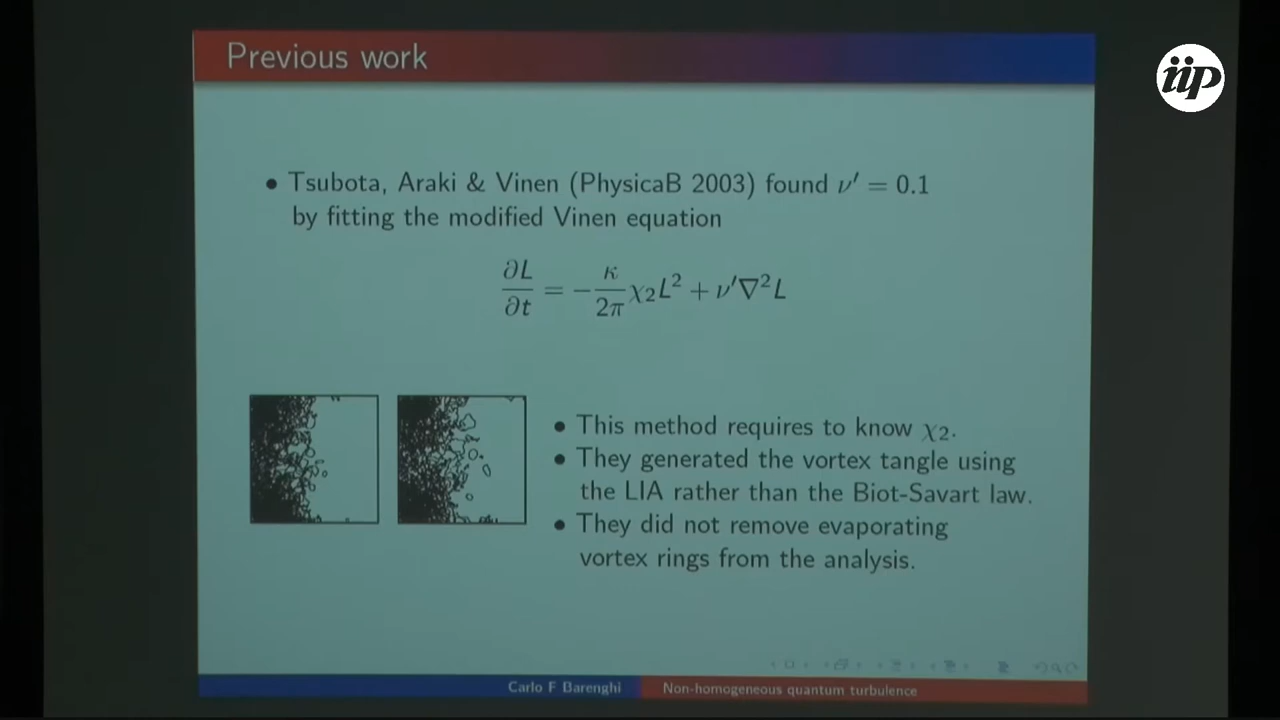 iip
Previous work
• Tsubota, Araki & Vinen (PhysicaB 2003) found ν′ = 0.1
by fitting the modified Vinen equation
∂L/∂t = −κ/2π χ₂L² + ν′∇²L
• This method requires to know χ₂.
• They generated the vortex tangle using
the LIA rather than the Biot-Savart law.
• They did not remove evaporating
vortex rings from the analysis.
Carlo F Barenghi Non-homogeneous quantum turbulence